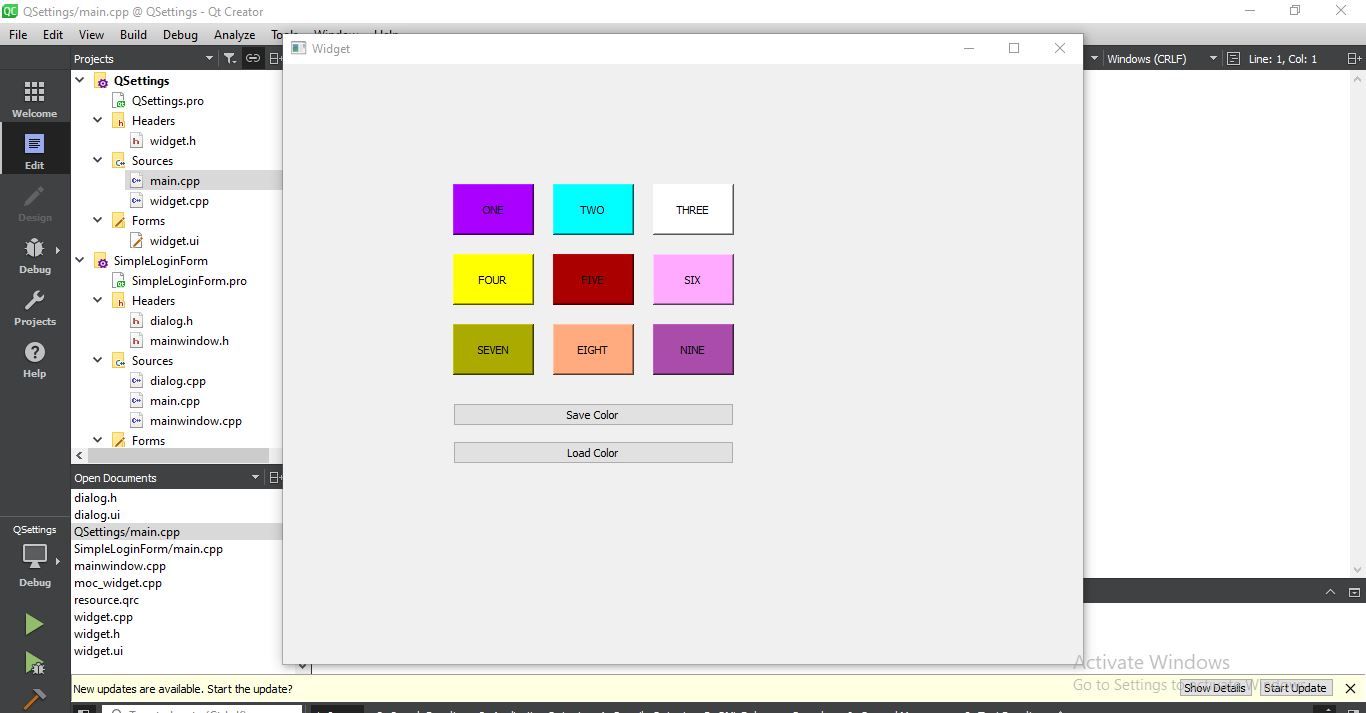 QSettings/main.cpp @ QSettings - Qt Creator
File Edit View Build Debug Analyze
Widget
Projects
Windows (CRLF)
Line: 1, Col: 1
Welcome
Edit
Design
Debug
Projects
Help
QSettings
QSettings.pro
Headers
widget.h
Sources
main.cpp
widget.cpp
Forms
widget.ui
SimpleLoginForm
SimpleLoginForm.pro
Headers
dialog.h
mainwindow.h
Sources
dialog.cpp
main.cpp
mainwindow.cpp
Forms
ONE TWO THREE
FOUR FIVE SIX
SEVEN EIGHT NINE
Save Color
Load Color
Open Documents
dialog.h
dialog.ui
QSettings/main.cpp
SimpleLoginForm/main.cpp
mainwindow.cpp
moc_widget.cpp
resource.qrc
widget.cpp
widget.h
widget.ui
QSettings
Debug
Activate Windows
Go to Settings to
New updates are available. Start the update?
Show Details
Start Update